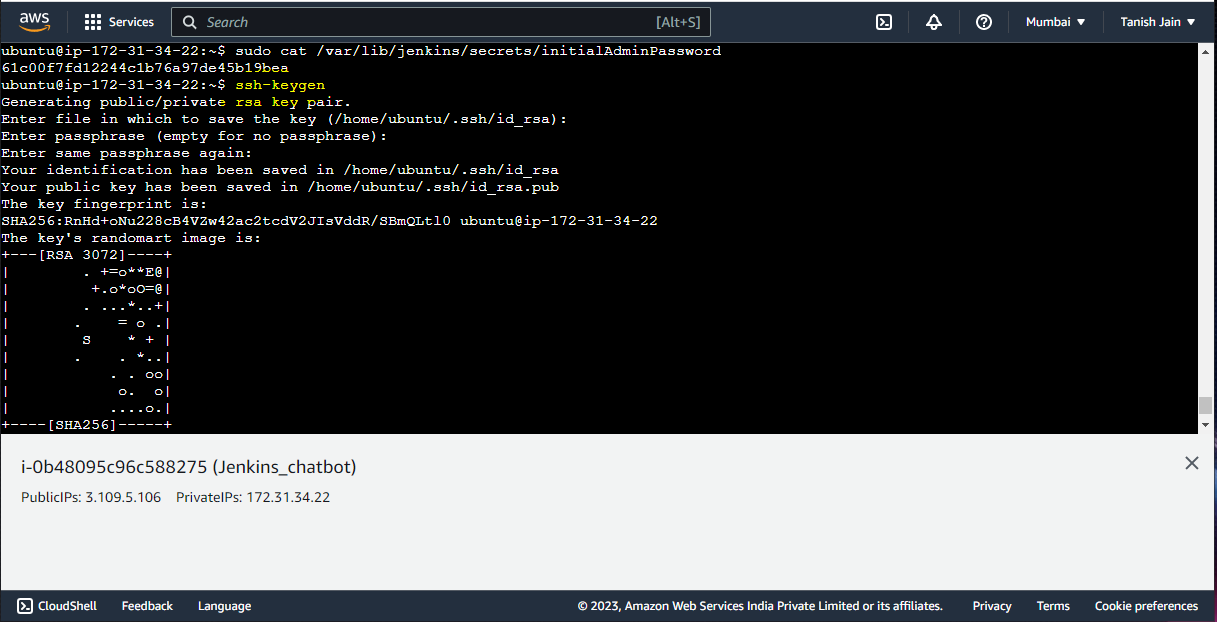 aws Services Search [Alt+S] Mumbai Tanish Jain
ubuntu@ip-172-31-34-22:~$ sudo cat /var/lib/jenkins/secrets/initialAdminPassword
61c00f7fd12244c1b76a97de45b19bea
ubuntu@ip-172-31-34-22:~$ ssh-keygen
Generating public/private rsa key pair.
Enter file in which to save the key (/home/ubuntu/.ssh/id_rsa):
Enter passphrase (empty for no passphrase):
Enter same passphrase again:
Your identification has been saved in /home/ubuntu/.ssh/id_rsa
Your public key has been saved in /home/ubuntu/.ssh/id_rsa.pub
The key fingerprint is:
SHA256:RnHd+oNu228cB4VZw42ac2tcdV2JIsVddR/SBmQLtl0 ubuntu@ip-172-31-34-22
The key's randomart image is:
+---[RSA 3072]----+
|         . +=o**E@|
|          +.o*oO=@|
|         . ...*..+|
|        .    = o .|
|         S    * + |
|        .    . *..|
|            . . oo|
|             o.  o|
|            ....o.|
+----[SHA256]-----+
i-0b48095c96c588275 (Jenkins_chatbot)
PublicIPs: 3.109.5.106 PrivateIPs: 172.31.34.22
CloudShell Feedback Language © 2023, Amazon Web Services India Private Limited or its affiliates. Privacy Terms Cookie preferences